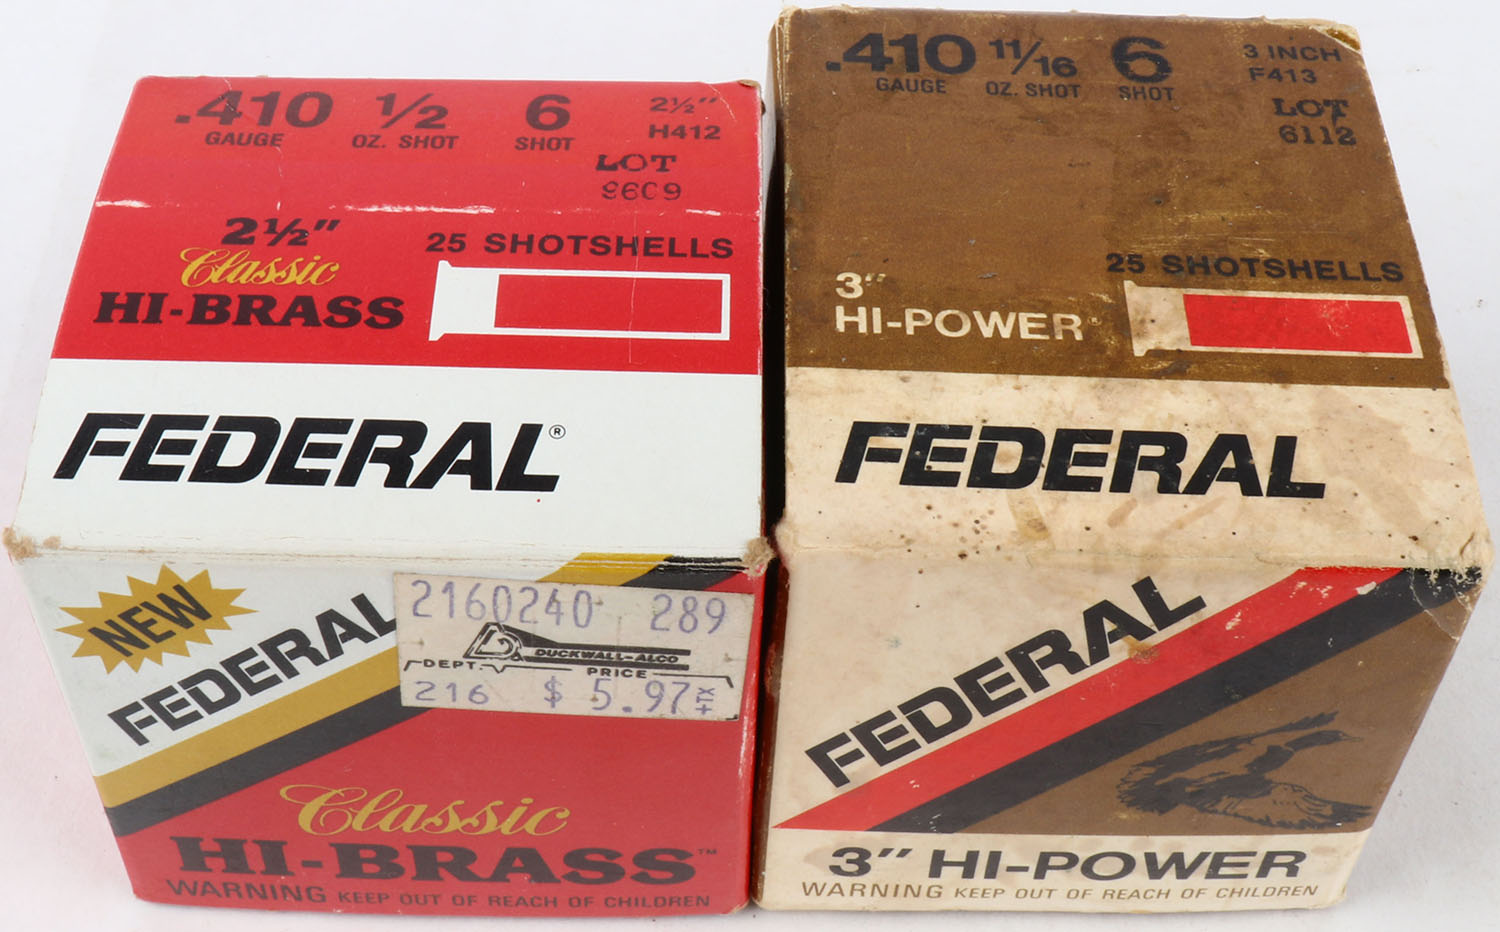 .410 1/2 6 2½"
GAUGE OZ. SHOT SHOT H412
LOT
2½"
Classic
HI-BRASS
25 SHOTSHELLS
FEDERAL®
NEW
FEDERAL
2160240 289
DUCKWALL-ALCO
DEPT. PRICE
216 $ 5.97 +TX
Classic
HI-BRASS™
WARNING KEEP OUT OF REACH OF CHILDREN
.410 11/16 6 3 INCH
GAUGE OZ. SHOT SHOT F413
LOT
6112
25 SHOTSHELLS
3"
HI-POWER®
FEDERAL
FEDERAL
3" HI-POWER
WARNING KEEP OUT OF REACH OF CHILDREN